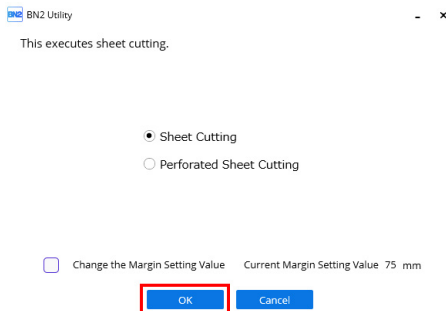 BN2 BN2 Utility
This executes sheet cutting.
Sheet Cutting
Perforated Sheet Cutting
Change the Margin Setting Value Current Margin Setting Value 75 mm
OK Cancel